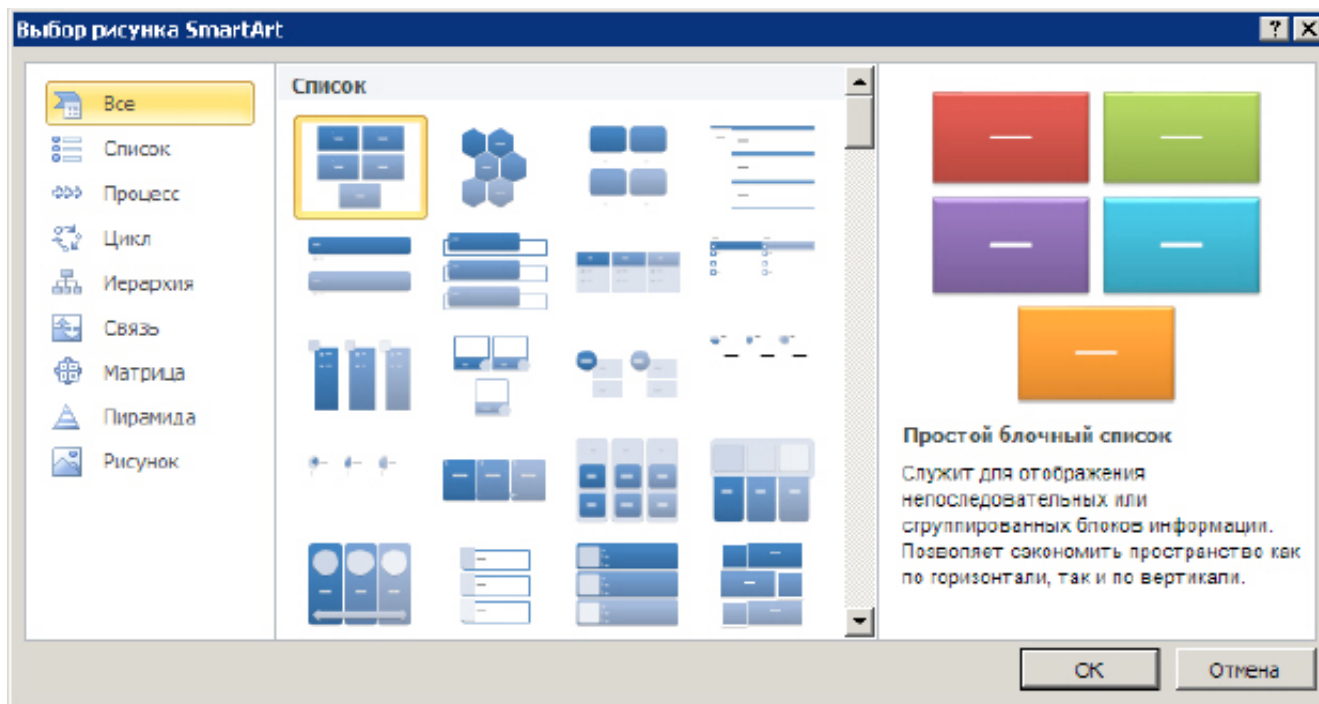 Выбор рисунка SmartArt
Все
Список
Процесс
Цикл
Иерархия
Связь
Матрица
Пирамида
Рисунок
Список
Простой блочный список
Служит для отображения
непоследовательных или
сгруппированных блоков информации.
Позволяет сэкономить пространство как
по горизонтали, так и по вертикали.
ОК
Отмена